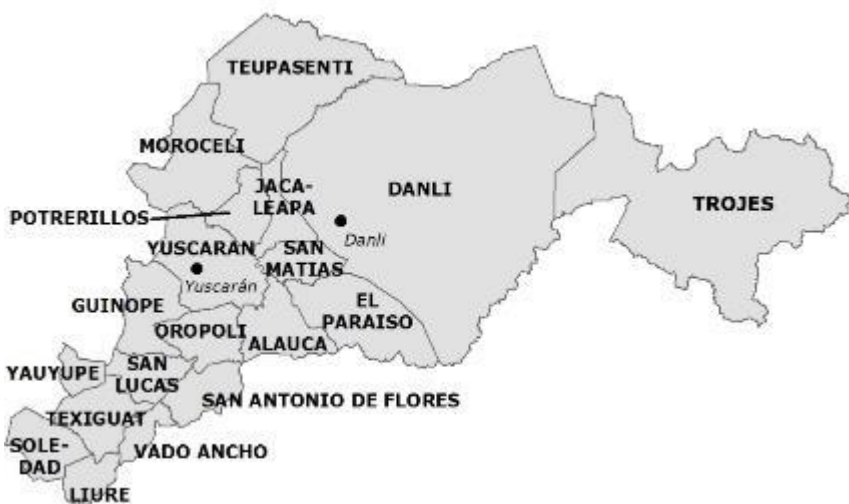 TEUPASENTI
MOROCELI
JACA-
LEAPA
DANLI
TROJES
POTRERILLOS
Danli
YUSCARAN
SAN
MATIAS
Yuscarán
GUINOPE
EL
PARAISO
OROPOLI
ALAUCA
YAUYUPE
SAN
LUCAS
SAN ANTONIO DE FLORES
TEXIGUAT
SOLE-
DAD
VADO ANCHO
LIURE